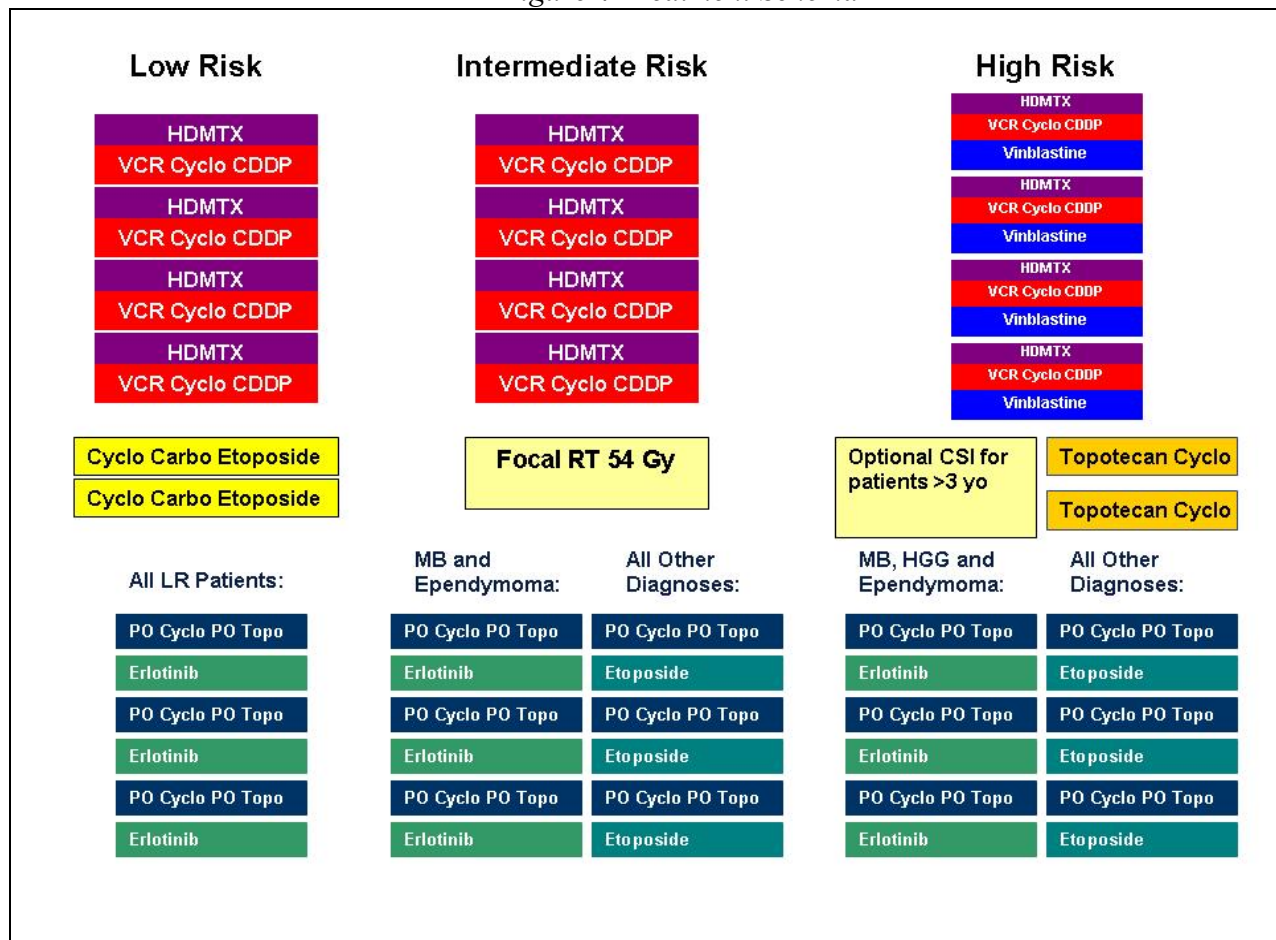 Low Risk
HDMTX
VCR Cyclo CDDP
HDMTX
VCR Cyclo CDDP
HDMTX
VCR Cyclo CDDP
HDMTX
VCR Cyclo CDDP
Cyclo Carbo Etoposide
Cyclo Carbo Etoposide
All LR Patients:
PO Cyclo PO Topo
Erlotinib
PO Cyclo PO Topo
Erlotinib
PO Cyclo PO Topo
Erlotinib
Intermediate Risk
HDMTX
VCR Cyclo CDDP
HDMTX
VCR Cyclo CDDP
HDMTX
VCR Cyclo CDDP
HDMTX
VCR Cyclo CDDP
Focal RT 54 Gy
MB and
Ependymoma:
PO Cyclo PO Topo
Erlotinib
PO Cyclo PO Topo
Erlotinib
PO Cyclo PO Topo
Erlotinib
All Other
Diagnoses:
PO Cyclo PO Topo
Etoposide
PO Cyclo PO Topo
Etoposide
PO Cyclo PO Topo
Etoposide
High Risk
HDMTX
VCR Cyclo CDDP
Vinblastine
HDMTX
VCR Cyclo CDDP
Vinblastine
HDMTX
VCR Cyclo CDDP
Vinblastine
HDMTX
VCR Cyclo CDDP
Vinblastine
Optional CSI for
patients >3 yo
Topotecan Cyclo
Topotecan Cyclo
MB, HGG and
Ependymoma:
PO Cyclo PO Topo
Erlotinib
PO Cyclo PO Topo
Erlotinib
PO Cyclo PO Topo
Erlotinib
All Other
Diagnoses:
PO Cyclo PO Topo
Etoposide
PO Cyclo PO Topo
Etoposide
PO Cyclo PO Topo
Etoposide